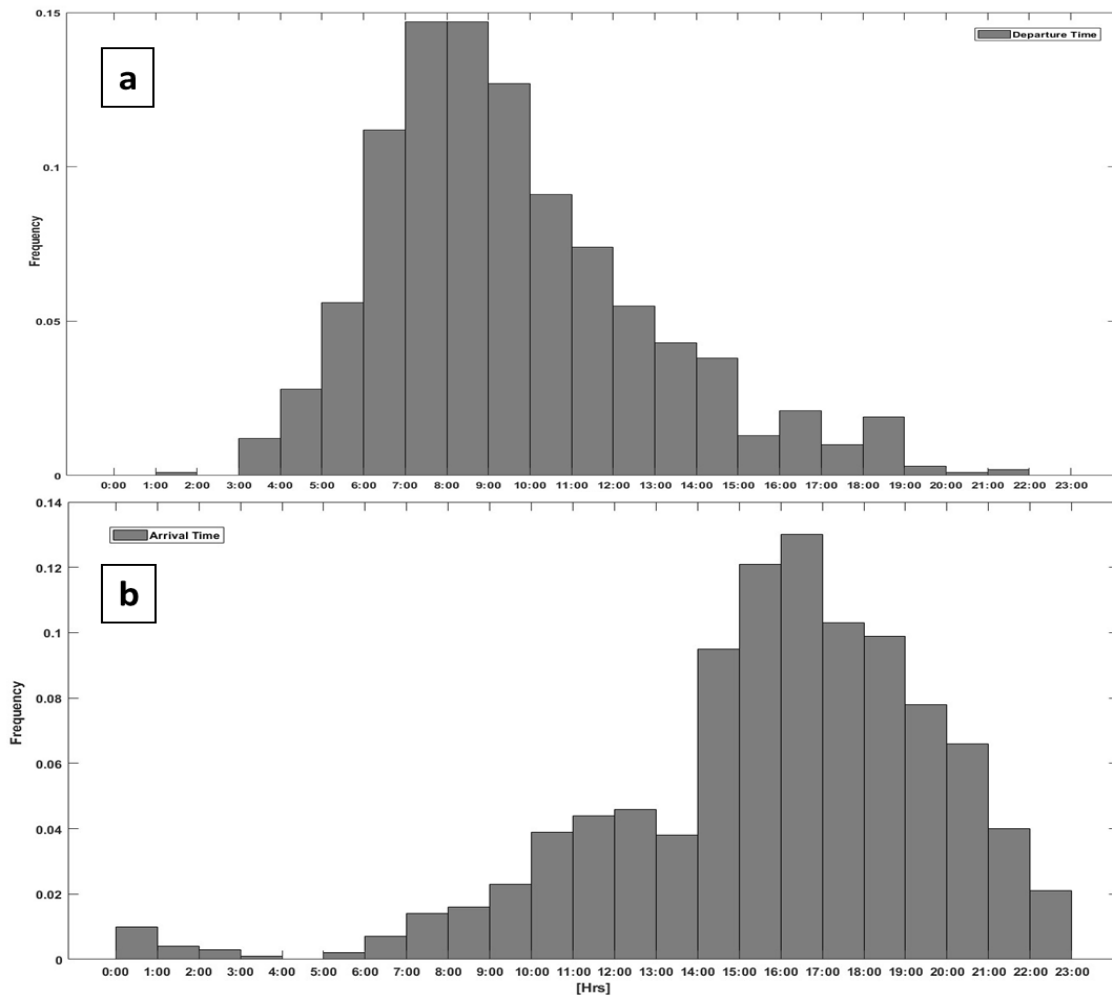 0.15
Departure Time
a
0.1
Frequency
0.05
0
0:00 1:00 2:00 3:00 4:00 5:00 6:00 7:00 8:00 9:00 10:00 11:00 12:00 13:00 14:00 15:00 16:00 17:00 18:00 19:00 20:00 21:00 22:00 23:00
0.14
Arrival Time
0.12
b
0.1
0.08
Frequency
0.06
0.04
0.02
0
0:00 1:00 2:00 3:00 4:00 5:00 6:00 7:00 8:00 9:00 10:00 11:00 12:00 13:00 14:00 15:00 16:00 17:00 18:00 19:00 20:00 21:00 22:00 23:00
[Hrs]